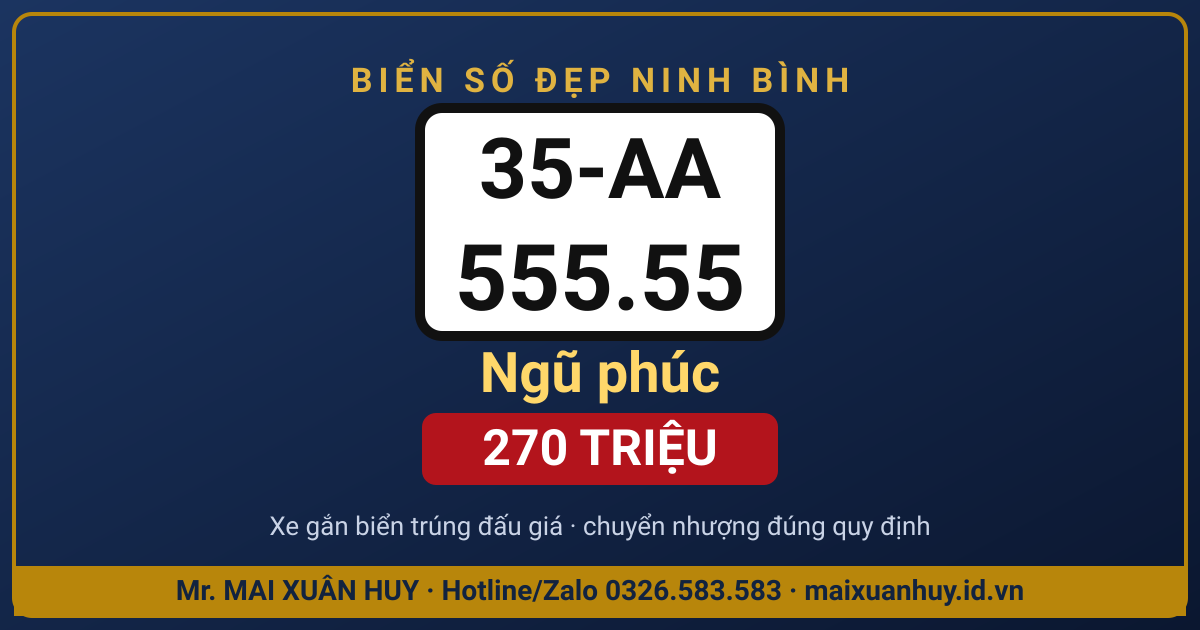 BIỂN SỐ ĐẸP NINH BÌNH
35-AA
555.55
Ngũ phúc
270 TRIỆU
Xe gắn biển trúng đấu giá · chuyển nhượng đúng quy định
Mr. MAI XUÂN HUY · Hotline/Zalo 0326.583.583 · maixuanhuy.id.vn